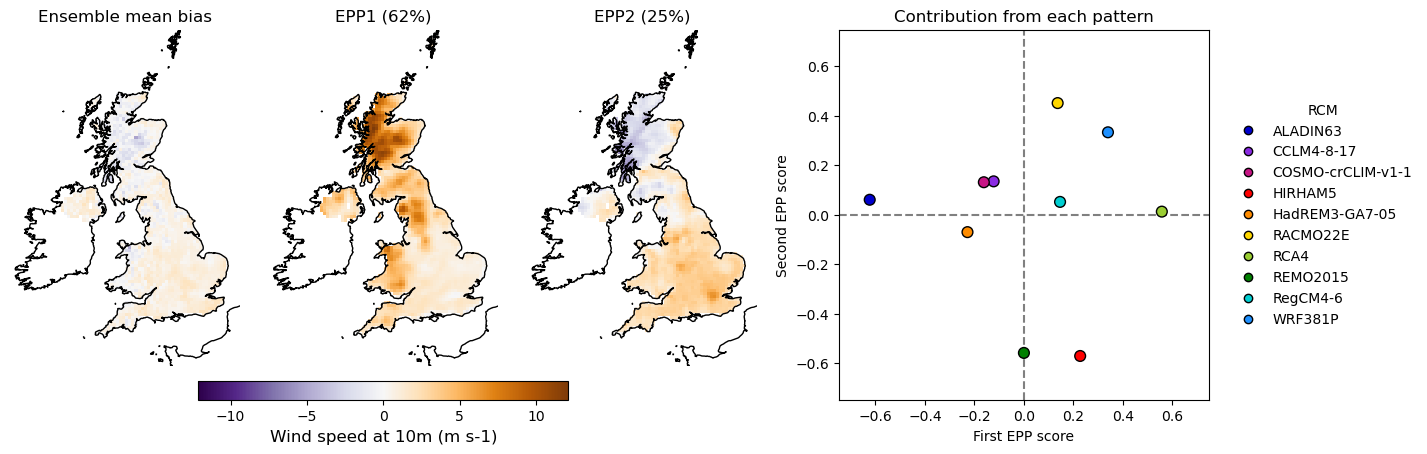 Ensemble mean bias
EPP1 (62%)
EPP2 (25%)
−10
−5
0
5
10
Wind speed at 10m (m s-1)
Contribution from each pattern
Second EPP score
0.6
0.4
0.2
0.0
−0.2
−0.4
−0.6
−0.6
−0.4
−0.2
0.0
0.2
0.4
0.6
First EPP score
RCM
ALADIN63
CCLM4-8-17
COSMO-crCLIM-v1-1
HIRHAM5
HadREM3-GA7-05
RACMO22E
RCA4
REMO2015
RegCM4-6
WRF381P